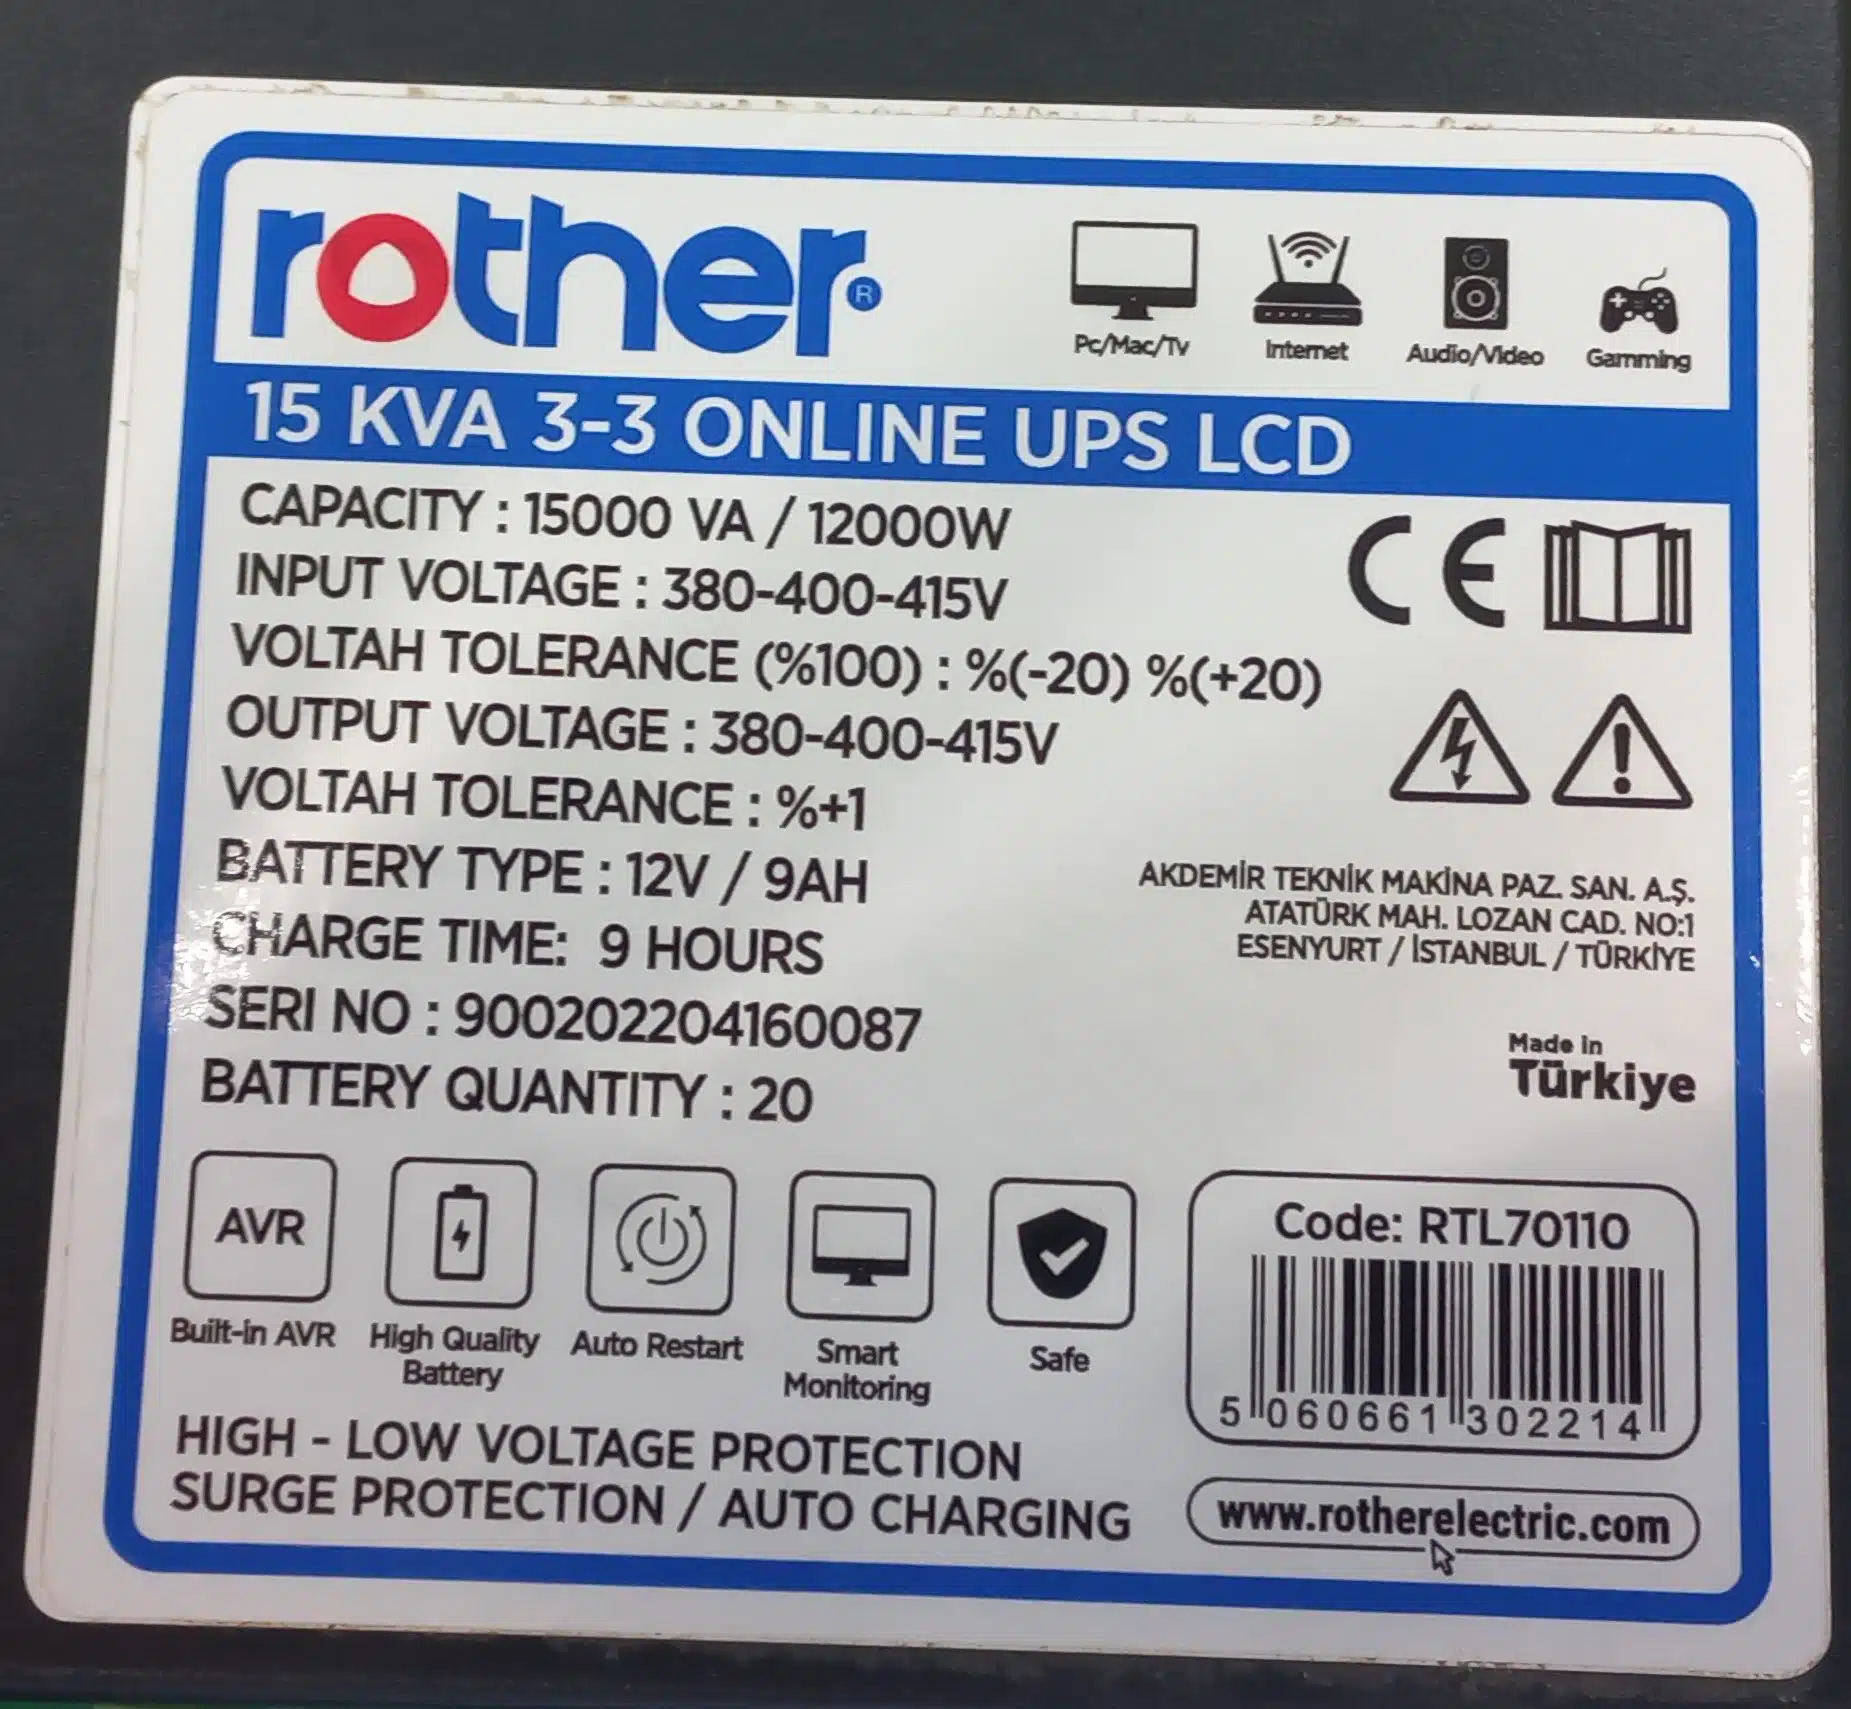 rother®
Pc/Mac/Tv Internet Audio/Video Gamming
15 KVA 3-3 ONLINE UPS LCD
CAPACITY : 15000 VA / 12000W
INPUT VOLTAGE : 380-400-415V
VOLTAH TOLERANCE (%100) : %(-20) %(+20)
OUTPUT VOLTAGE : 380-400-415V
VOLTAH TOLERANCE : %+1
BATTERY TYPE : 12V / 9AH
CHARGE TIME: 9 HOURS
SERI NO : 9002022204160087
BATTERY QUANTITY : 20
CE
AKDEMİR TEKNİK MAKİNA PAZ. SAN. A.Ş.
ATATÜRK MAH. LOZAN CAD. NO:1
ESENYURT / İSTANBUL / TÜRKİYE
Made in
Türkiye
AVR
Built-in AVR
High Quality
Battery
Auto Restart
Smart
Monitoring
Safe
HIGH - LOW VOLTAGE PROTECTION
SURGE PROTECTION / AUTO CHARGING
Code: RTL70110
5 060661 302214
www.rotherelectric.com